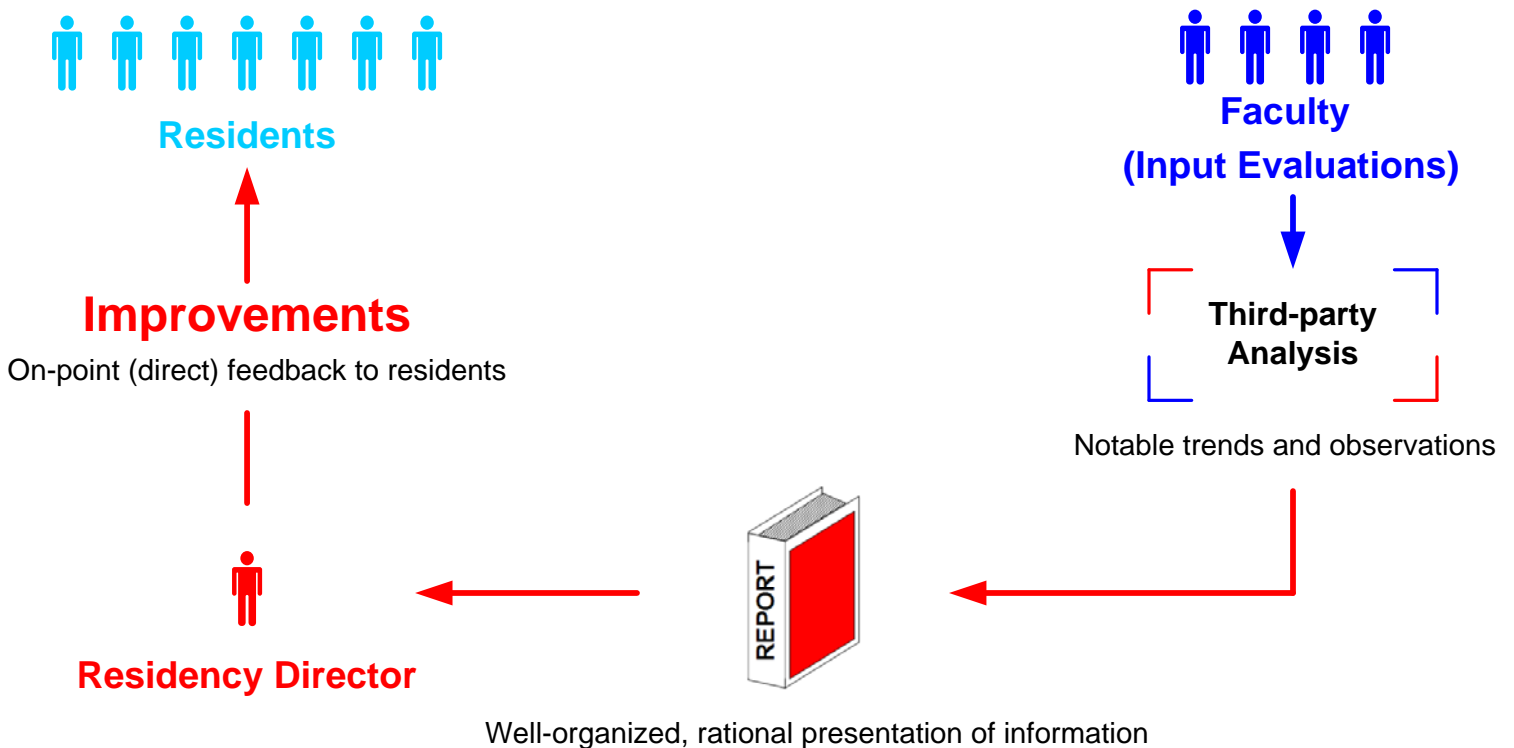 Residents
Faculty
(Input Evaluations)
Improvements
On-point (direct) feedback to residents
Third-party
Analysis
Notable trends and observations
REPORT
Residency Director
Well-organized, rational presentation of information